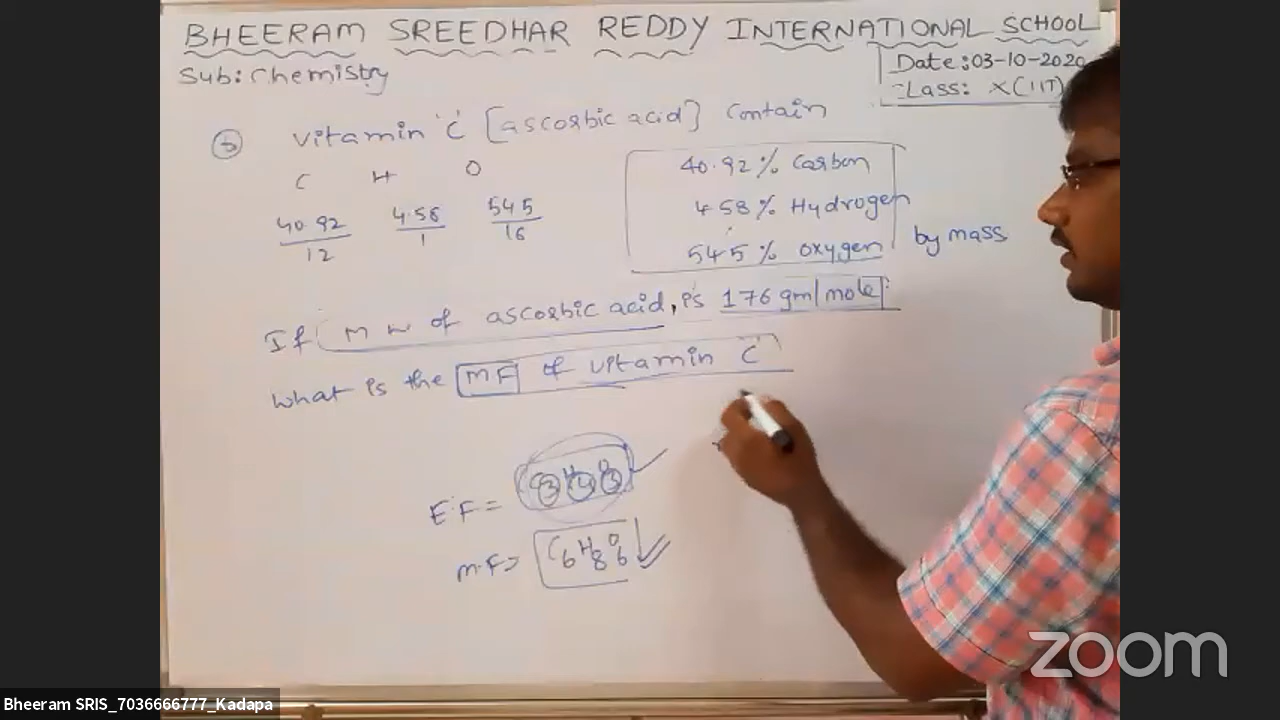 BHEERAM SREEDHAR REDDY INTERNATIONAL SCHOOL
Sub: Chemistry
Date: 03-10-2020
Class: X(IIT)
5 Vitamin 'C' [ascorbic acid] contain
C H O
40.92/12 4.58/1 54.5/16
40.92% Carbon
4.58% Hydrogen
54.5% oxygen by mass
If M W of ascorbic acid, is 176 gm/mole.
What is the MF of vitamin 'C'
E.F = C3H4O3
M.F = C6H8O6
zoom
Bheeram SRIS_7036666777_Kadapa